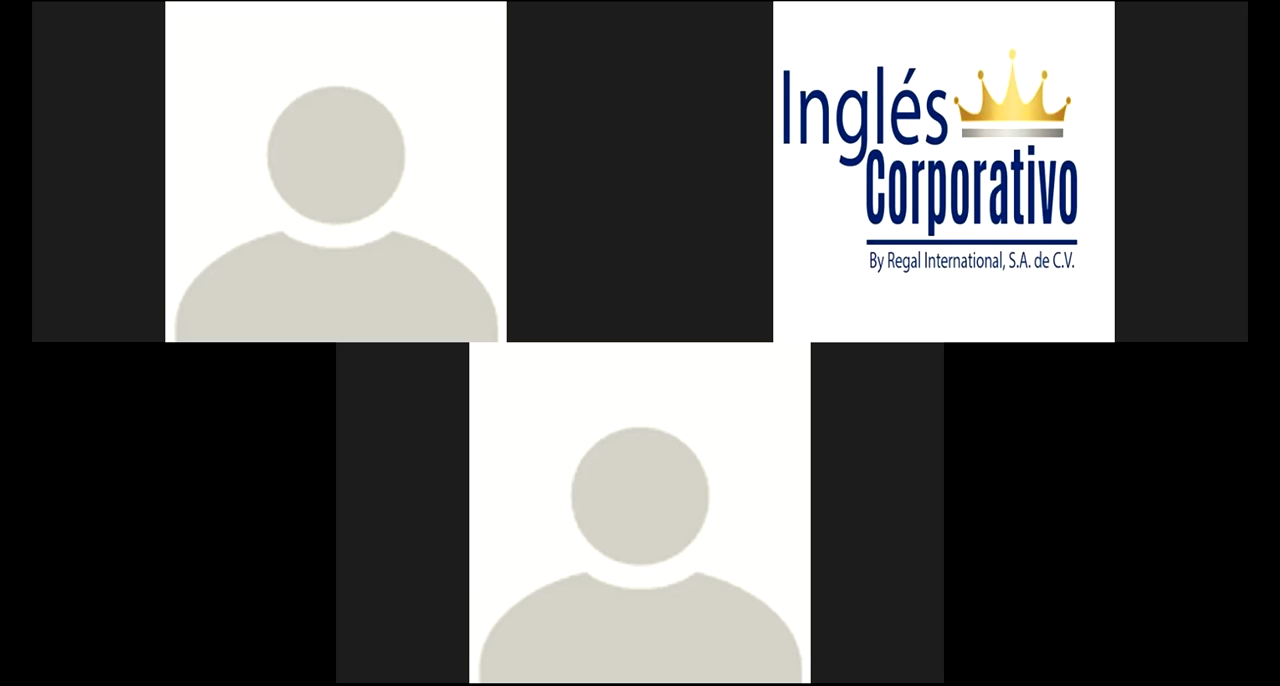 Inglés
Corporativo
By Regal International, S.A. de C.V.